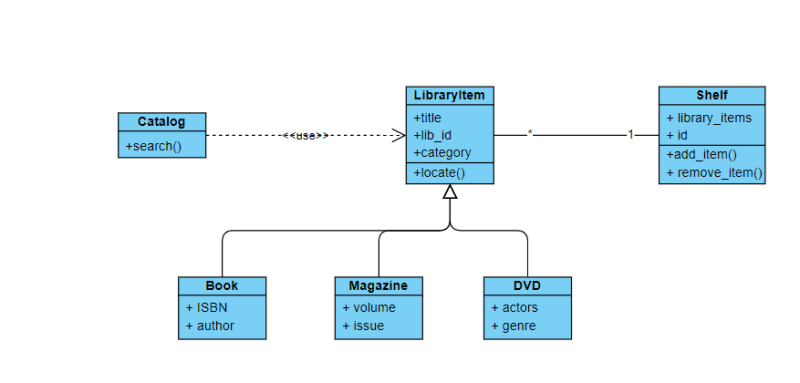 Catalog
+search()
<<use>>
LibraryItem
+title
+lib_id
+category
+locate()
*
1
Shelf
+ library_items
+ id
+add_item()
+ remove_item()
Book
+ ISBN
+ author
Magazine
+ volume
+ issue
DVD
+ actors
+ genre